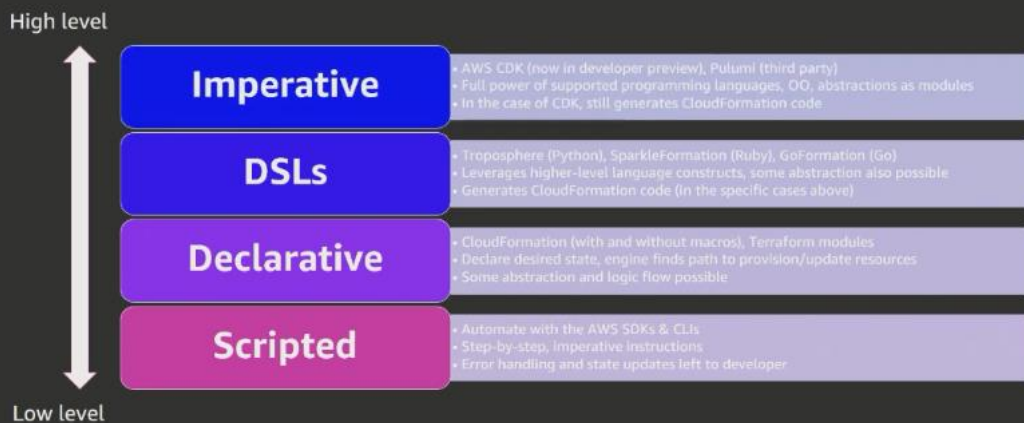 High level
Imperative
• AWS CDK (now in developer preview), Pulumi (third party)
• Full power of supported programming languages, OO, abstractions as modules
• In the case of CDK, still generates CloudFormation code
DSLs
• Troposphere (Python), SparkleFormation (Ruby), GoFormation (Go)
• Leverages higher-level language constructs, some abstraction also possible
• Generates CloudFormation code (in the specific cases above)
Declarative
• CloudFormation (with and without macros), Terraform modules
• Declare desired state, engine finds path to provision/update resources
• Some abstraction and logic flow possible
Scripted
• Automate with the AWS SDKs & CLIs
• Step-by-step, imperative instructions
• Error handling and state updates left to developer
Low level